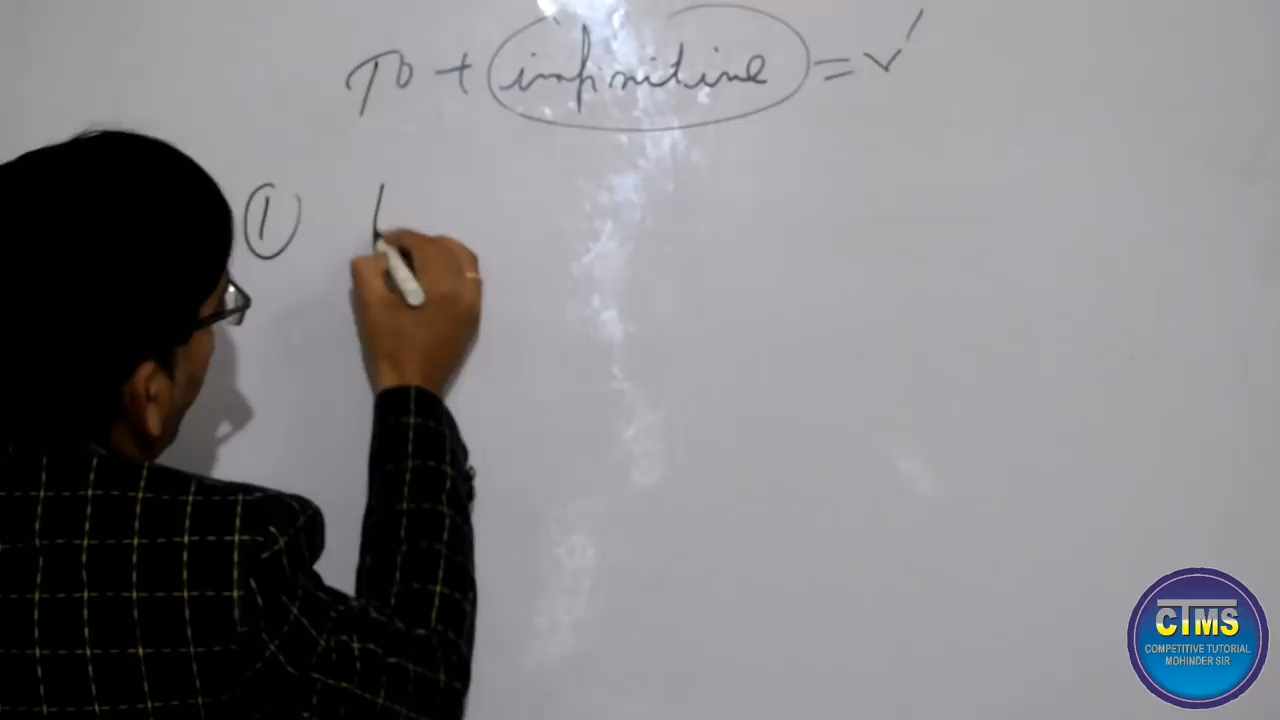 To + infinitive = v'
①
CTMS
COMPETITIVE TUTORIAL
MOHINDER SIR